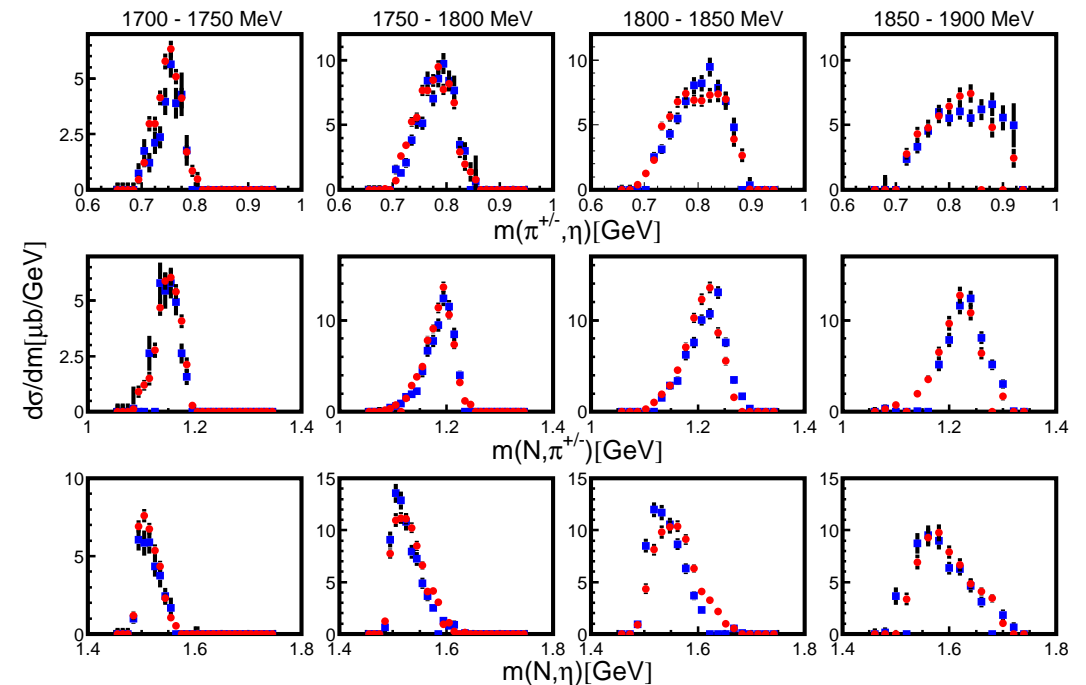 1700 - 1750 MeV 1750 - 1800 MeV 1800 - 1850 MeV 1850 - 1900 MeV
5 10 10 10
2.5 5 5 5
0 0 0 0
0.6 0.7 0.8 0.9 1 0.6 0.7 0.8 0.9 1 0.6 0.7 0.8 0.9 1 0.6 0.7 0.8 0.9 1
m(π+/-,η)[GeV]
dσ/dm[μb/GeV]
5 10 10 10
2.5
0 0 0 0
1 1.2 1.4 1 1.2 1.4 1 1.2 1.4 1 1.2 1.4
m(N,π+/-)[GeV]
10 15 15 15
5 10 10 10
5 5 5
0 0 0 0
1.4 1.6 1.8 1.4 1.6 1.8 1.4 1.6 1.8 1.4 1.6 1.8
m(N,η)[GeV]